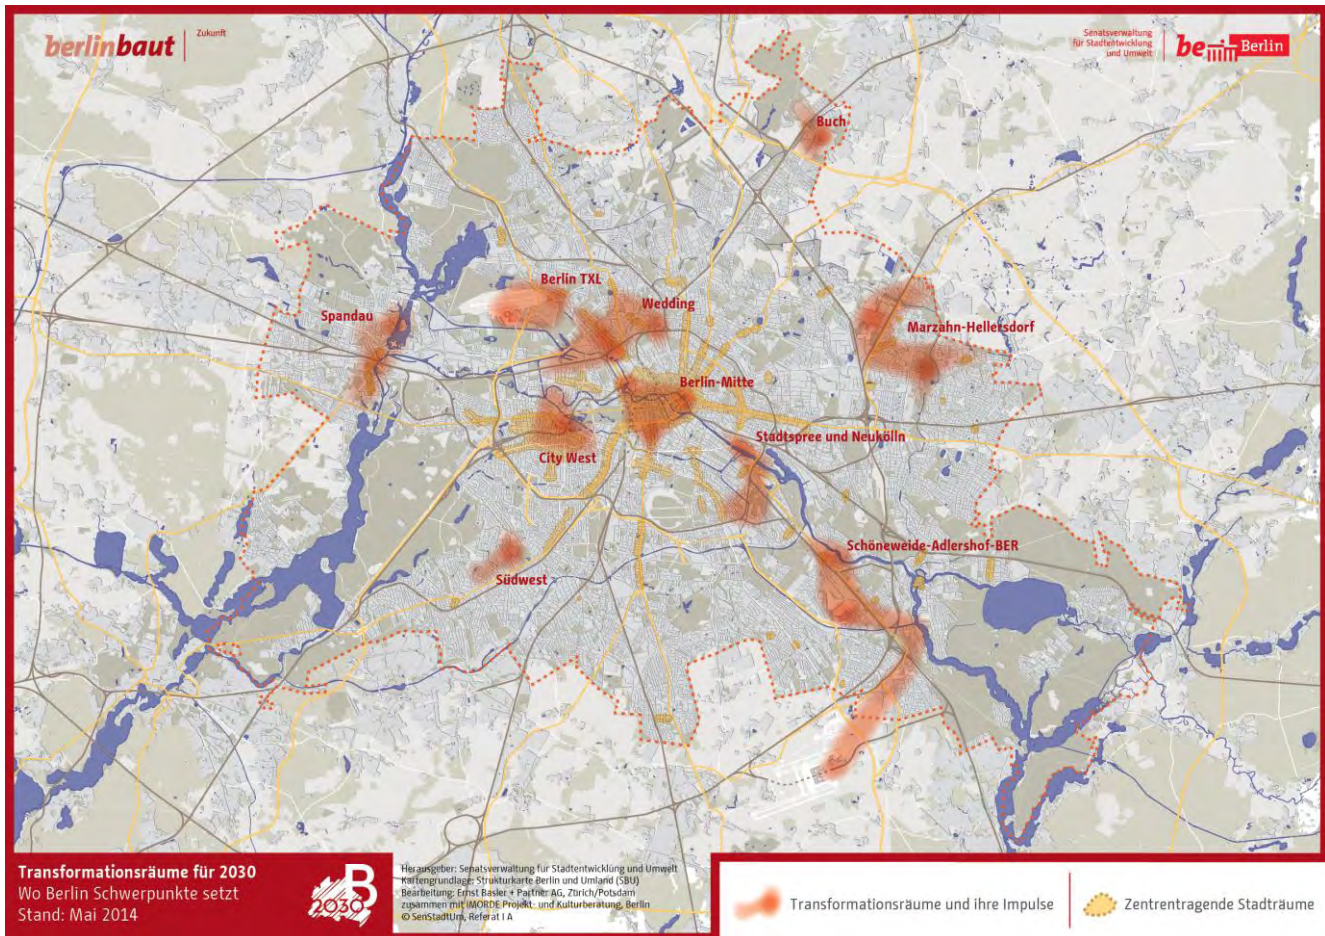 berlinbaut
Zukunft
Senatsverwaltung
für Stadtentwicklung
und Umwelt
be Berlin
Buch
Berlin TXL
Wedding
Spandau
Marzahn-Hellersdorf
Berlin-Mitte
Stadtspree und Neukölln
City West
Schöneweide-Adlershof-BER
Südwest
Transformationsräume für 2030
Wo Berlin Schwerpunkte setzt
Stand: Mai 2014
B
2030
Herausgeber: Senatsverwaltung für Stadtentwicklung und Umwelt
Kartengrundlage: Strukturkarte Berlin und Umland (SBU)
Bearbeitung: Ernst Basler + Partner AG, Zürich/Potsdam
zusammen mit IMORDE Projekt- und Kulturberatung, Berlin
© SenStadtUm, Referat I A
Transformationsräume und ihre Impulse
Zentrentragende Stadträume